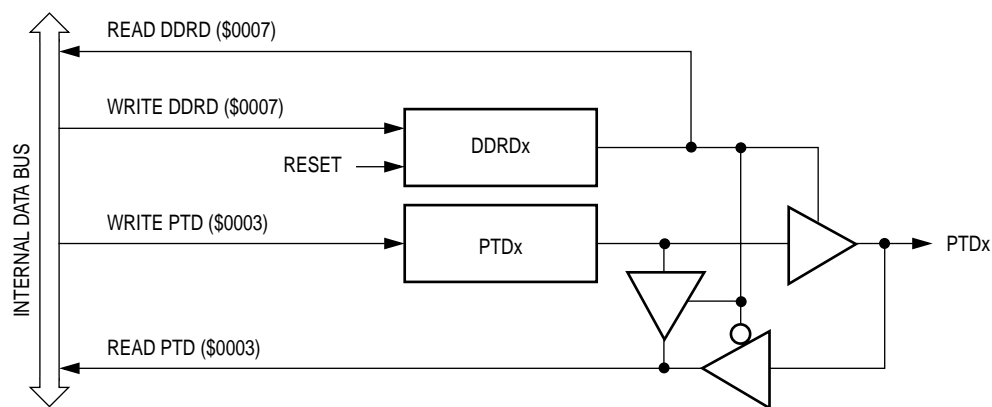 READ DDRD ($0007)
WRITE DDRD ($0007)
DDRDx
RESET
WRITE PTD ($0003)
PTDx
PTDx
READ PTD ($0003)
INTERNAL DATA BUS